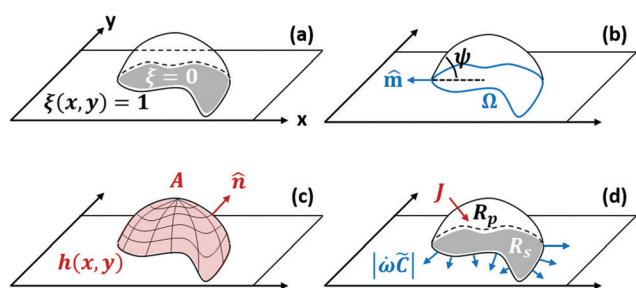 y
(a)
ξ = 0
ξ(x, y) = 1
x
(b)
ψ
m̂
Ω
(c)
A
n̂
h(x, y)
(d)
J
R_p
R_s
|ω̇C̃|